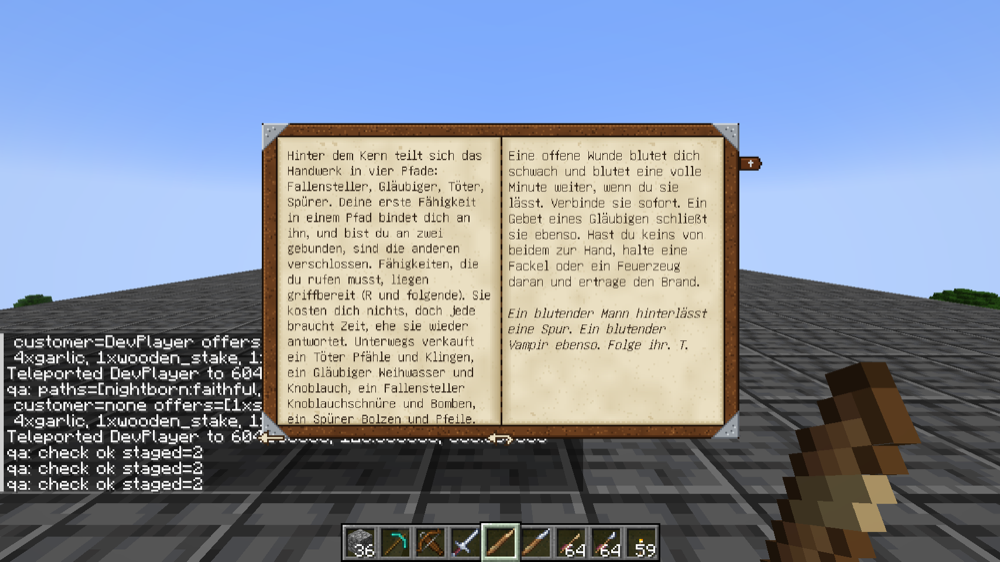 Hinter dem Kern teilt sich das
Handwerk in vier Pfade:
Fallensteller, Gläubiger, Töter,
Spürer. Deine erste Fähigkeit
in einem Pfad bindet dich an
ihn, und bist du an zwei
gebunden, sind die anderen
verschlossen. Fähigkeiten, die
du rufen musst, liegen
griffbereit (R und folgende). Sie
kosten dich nichts, doch jede
braucht Zeit, ehe sie wieder
antwortet. Unterwegs verkauft
ein Töter Pfähle und Klingen,
ein Gläubiger Weihwasser und
Knoblauch, ein Fallensteller
Knoblauchschnüre und Bomben,
ein Spürer Bolzen und Pfeile.
Eine offene Wunde blutet dich
schwach und blutet eine volle
Minute weiter, wenn du sie
lässt. Verbinde sie sofort. Ein
Gebet eines Gläubigen schließt
sie ebenso. Hast du keins von
beidem zur Hand, halte eine
Fackel oder ein Feuerzeug
daran und ertrage den Brand.
Ein blutender Mann hinterlässt
eine Spur. Ein blutender
Vampir ebenso. Folge ihr. T.
customer=DevPlayer offers
4xgarlic, 1xwooden_stake, 1
Teleported DevPlayer to 604
qa: paths=[nightborn:faithful,
customer=none offers=[1xs
4xgarlic, 1xwooden_stake, 1
Teleported DevPlayer to 604
qa: check ok staged=2
qa: check ok staged=2
qa: check ok staged=2
36
64
64
59